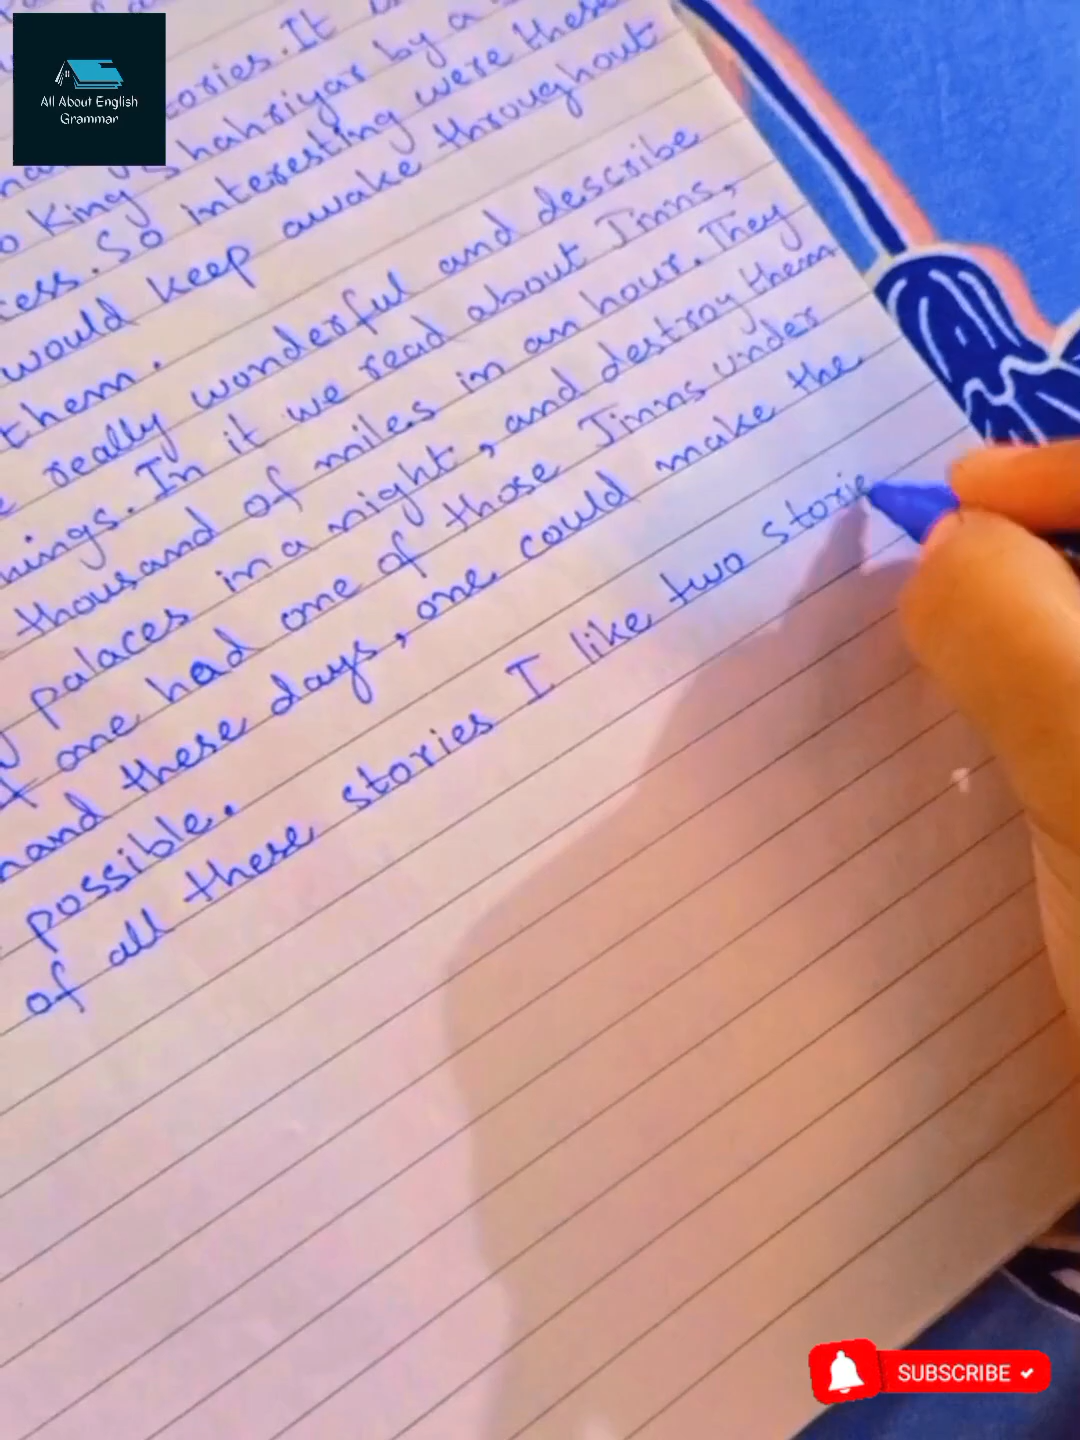 All About English
Grammar
stories. It
King Shahriyar by a
ess. So interesting were these
would keep awake throughout
them.
really wonderful and describe
things. In it we read about Jinns,
thousand of miles in an hour. They
palaces in a night, and destroy them
one had one of those Jinns under
these days, one could make the
possible.
of all these stories I like two storie
SUBSCRIBE